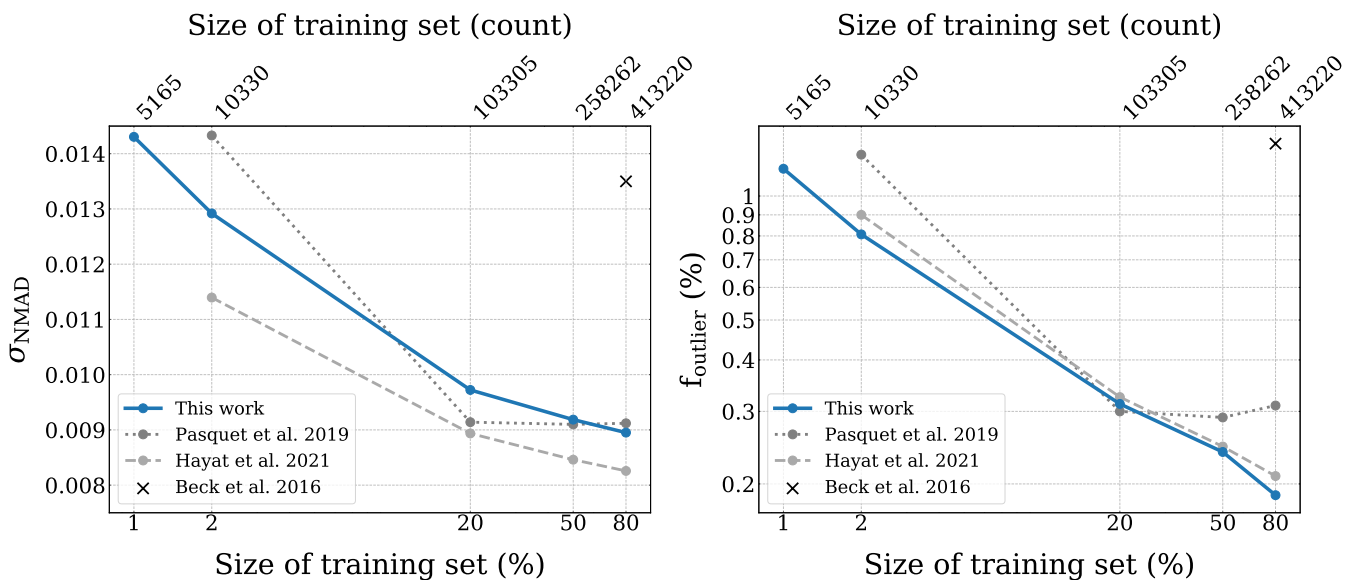 Size of training set (count)
5165 10330 103305 258262 413220
0.014
0.013
0.012
0.011
0.010
0.009
0.008
σNMAD
This work
Pasquet et al. 2019
Hayat et al. 2021
Beck et al. 2016
1 2 20 50 80
Size of training set (%)
Size of training set (count)
5165 10330 103305 258262 413220
1
0.9
0.8
0.7
0.6
0.5
0.4
0.3
0.2
foutlier (%)
This work
Pasquet et al. 2019
Hayat et al. 2021
Beck et al. 2016
1 2 20 50 80
Size of training set (%)